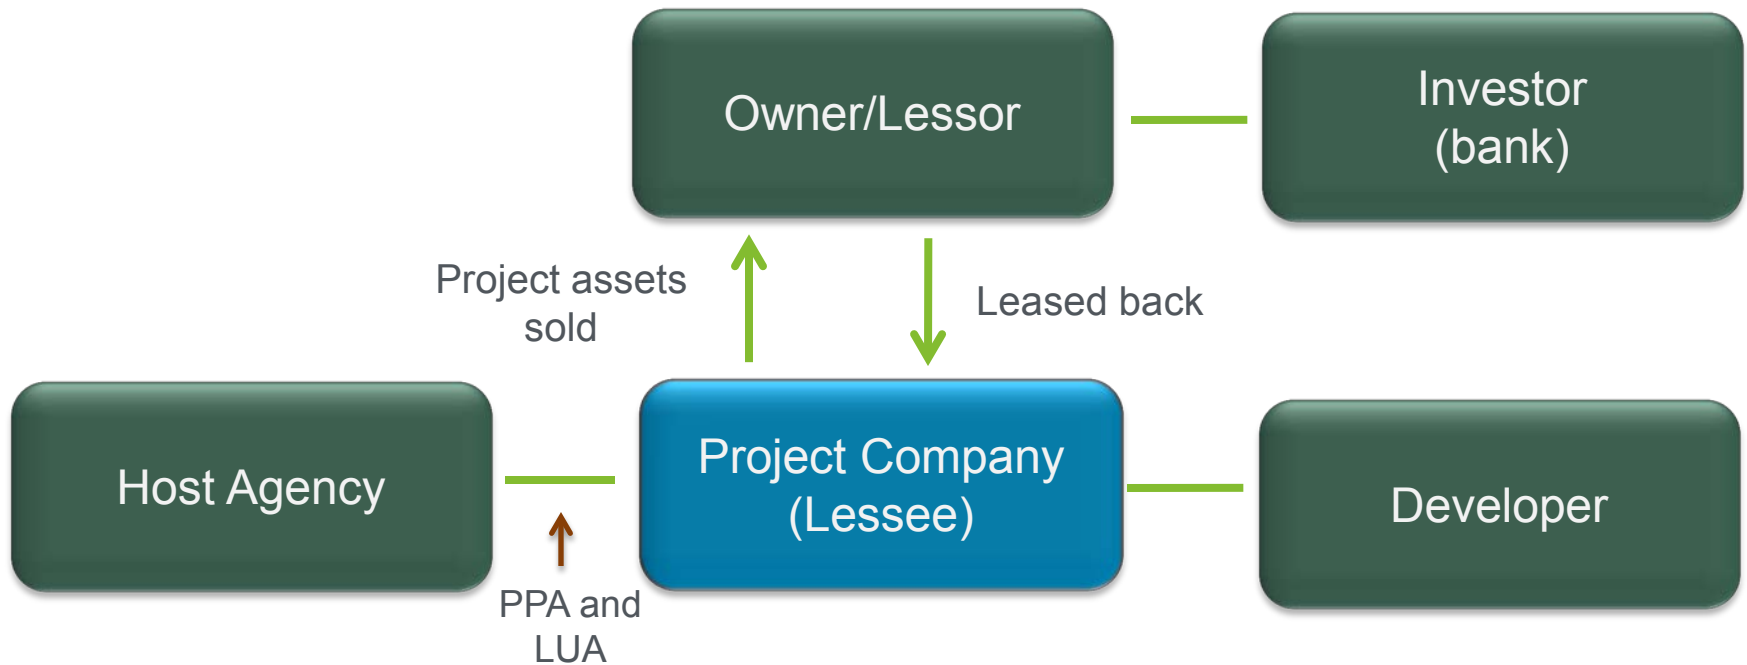 Owner/Lessor
Investor
(bank)
Project assets
sold
Leased back
Host Agency
Project Company
(Lessee)
Developer
PPA and
LUA